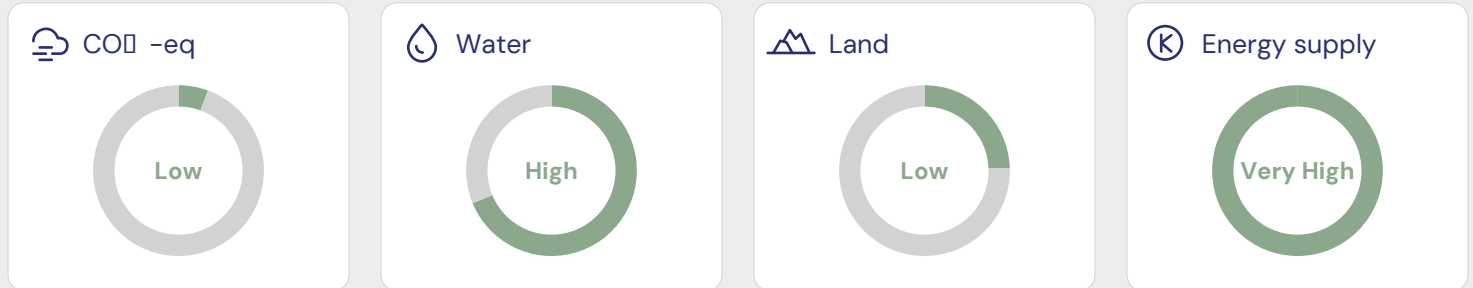 CO▯ -eq
Water
Land
Energy supply
Low
High
Low
Very High